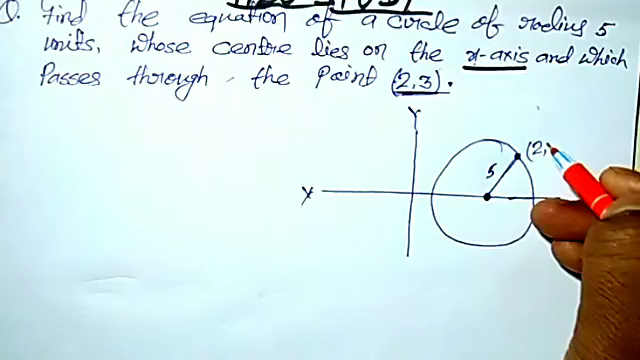 Q. Find the equation of a circle of radius 5
units, whose centre lies on the x-axis and which
Passes through the Point (2,3).
Y
(2,
5
X